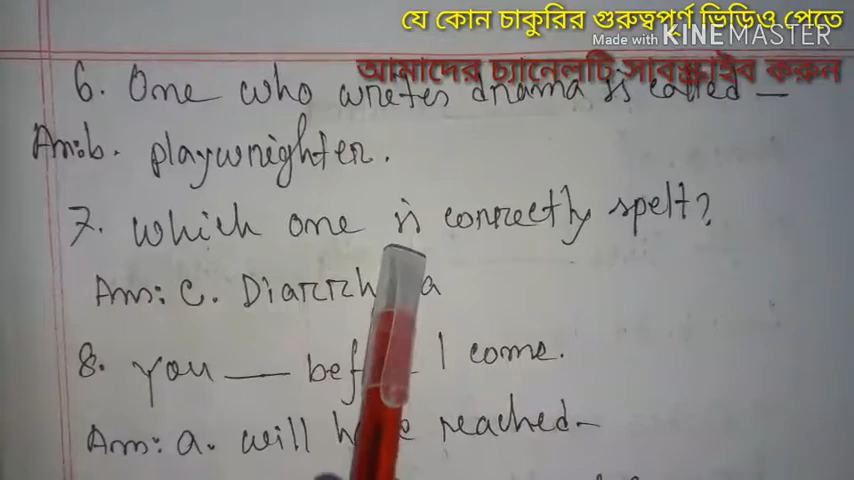 যে কোন চাকুরির গুরুত্বপূর্ণ ভিডিও পেতে
Made with KINEMASTER
আমাদের চ্যানেলটি সাবস্ক্রাইব করুন
6. One who writes drama is called —
Ans: b. playwrighter.
7. which one is correctly spelt?
Ans: C. Diarrh a
8. you ___ bef I come.
Ans: a. will h e reached.